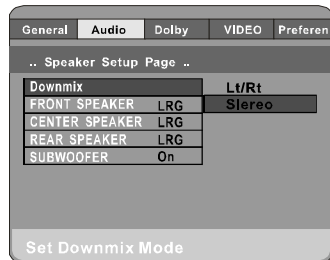 General Audio Dolby VIDEO Preferen
.. Speaker Setup Page ..
Downmix Lt/Rt
FRONT SPEAKER LRG Slereo
CENTER SPEAKER LRG
REAR SPEAKER LRG
SUBWOOFER On
Set Downmix Mode